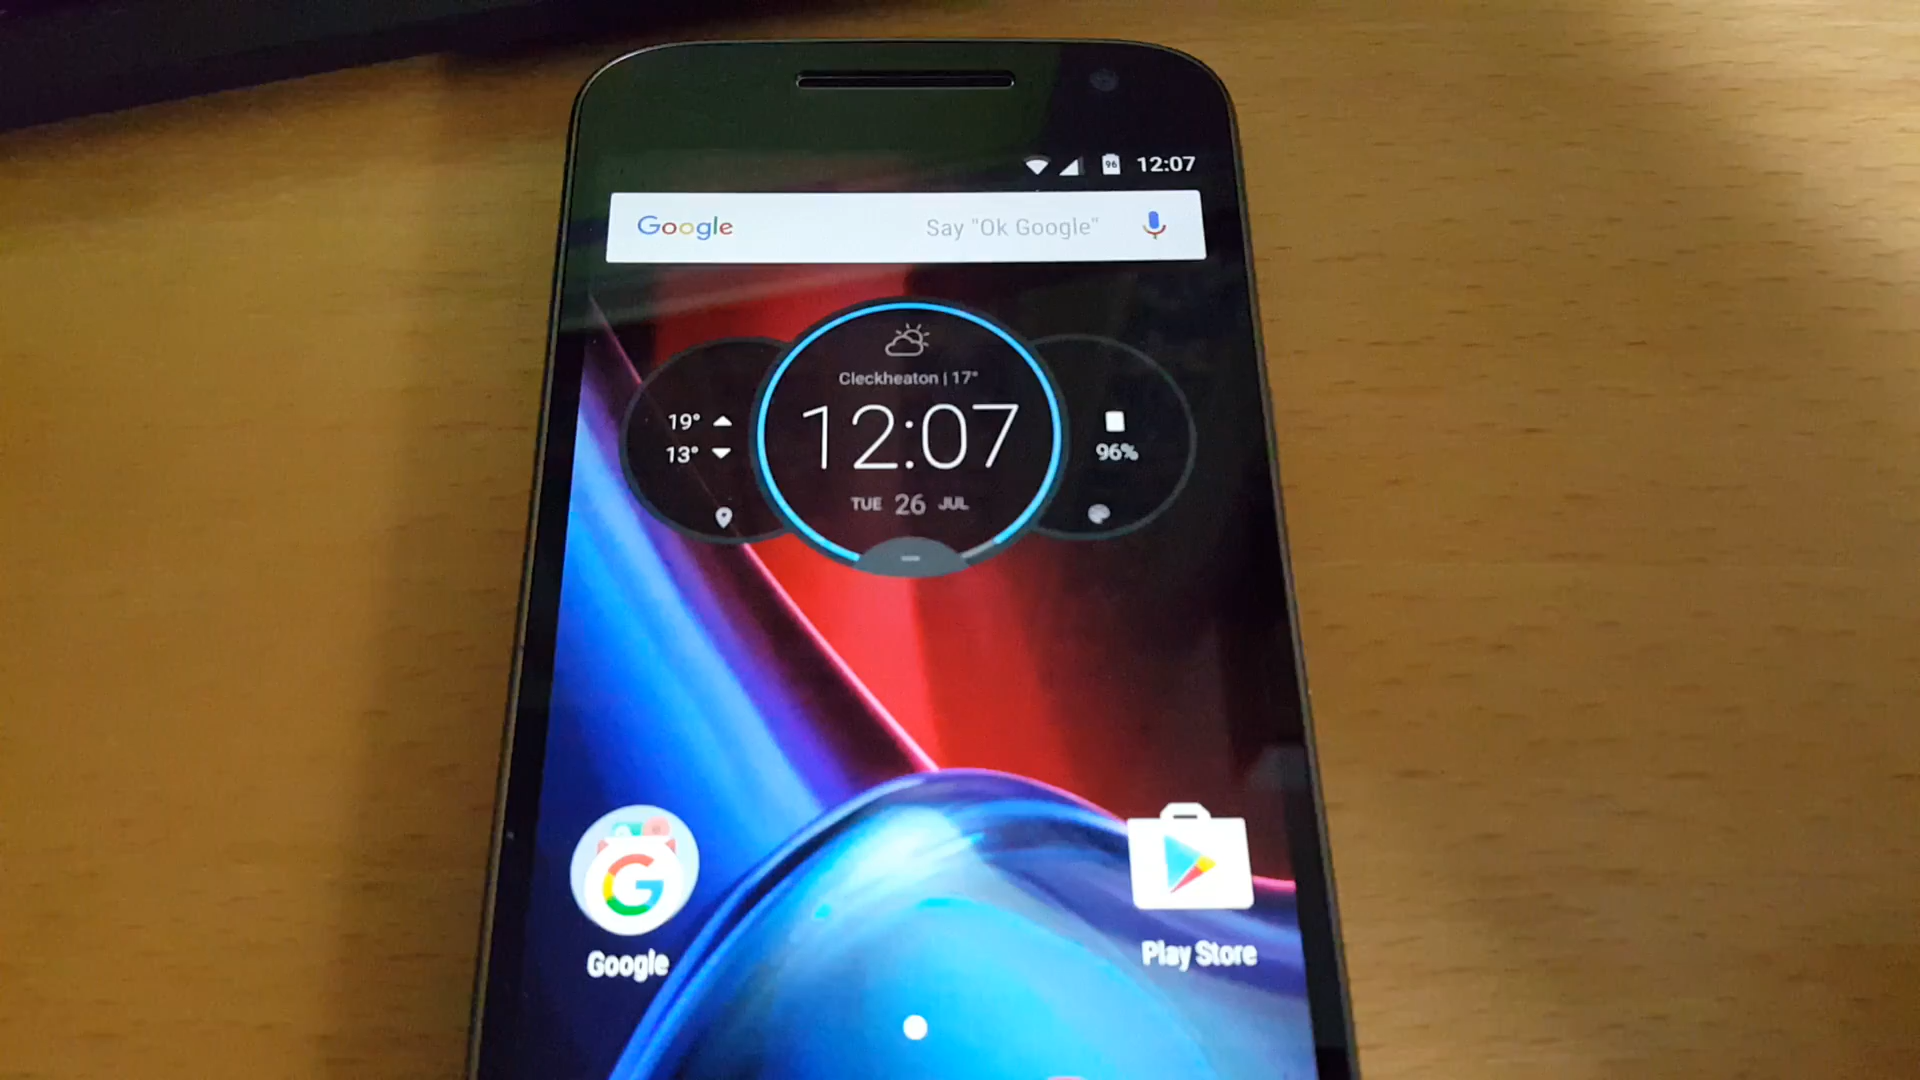 96 12:07
Google Say "Ok Google"
Cleckheaton | 17°
19°
13°
12:07
96%
TUE 26 JUL
G
Google
Play Store